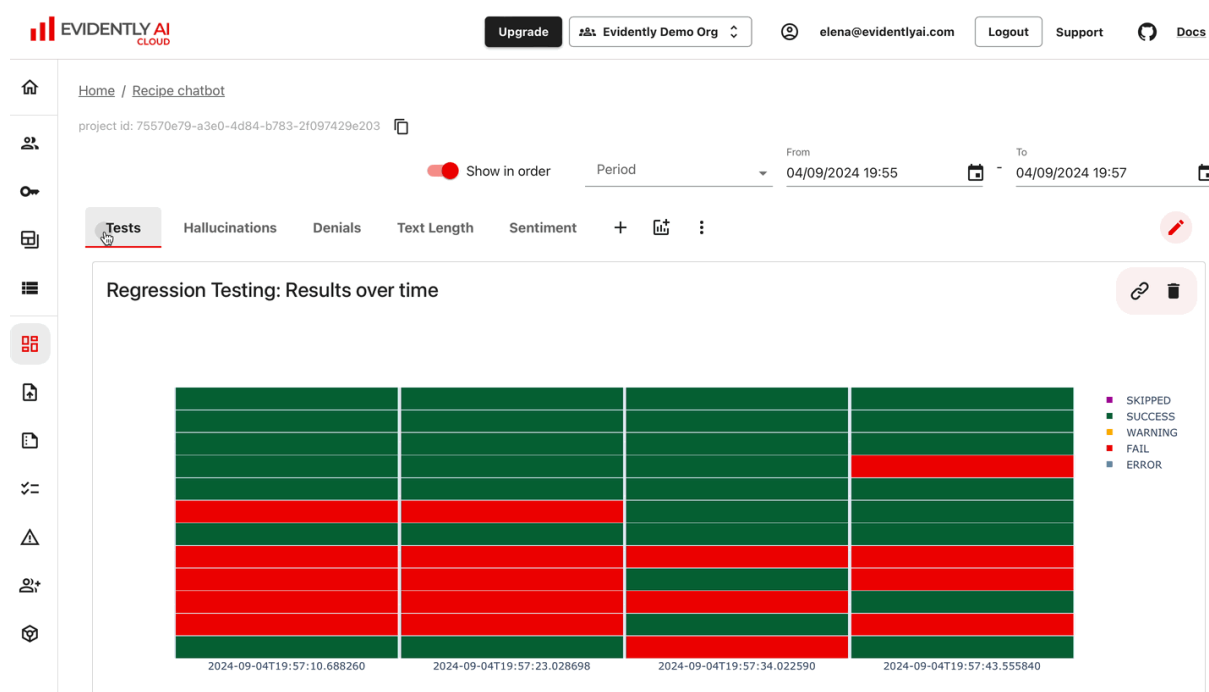 EVIDENTLY AI
CLOUD
Upgrade
Evidently Demo Org
elena@evidentlyai.com
Logout
Support
Docs
Home / Recipe chatbot
project id: 75570e79-a3e0-4d84-b783-2f097429e203
Show in order
Period
From
04/09/2024 19:55
-
To
04/09/2024 19:57
Tests
Hallucinations
Denials
Text Length
Sentiment
Regression Testing: Results over time
SKIPPED
SUCCESS
WARNING
FAIL
ERROR
2024-09-04T19:57:10.688260
2024-09-04T19:57:23.028698
2024-09-04T19:57:34.022590
2024-09-04T19:57:43.555840